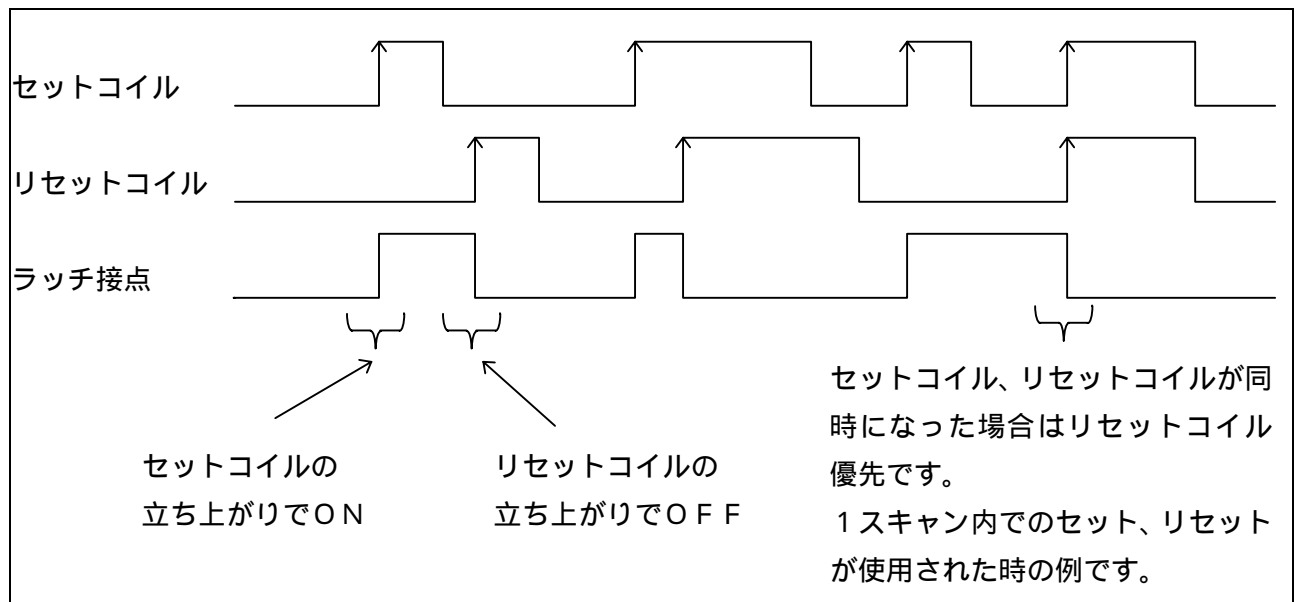 セットコイル
リセットコイル
ラッチ接点
セットコイルの
立ち上がりでＯＮ
リセットコイルの
立ち上がりでＯＦＦ
セットコイル、リセットコイルが同
時になった場合はリセットコイル
優先です。
１スキャン内でのセット、リセット
が使用された時の例です。